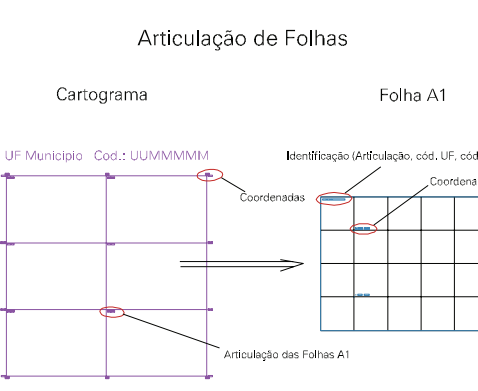 Articulação de Folhas
Cartograma
Folha A1
UF Municipio Cod.: UUMMMMM
Identificação (Articulação, cód. UF, cód
Coordena
Coordenadas
Articulação das Folhas A1